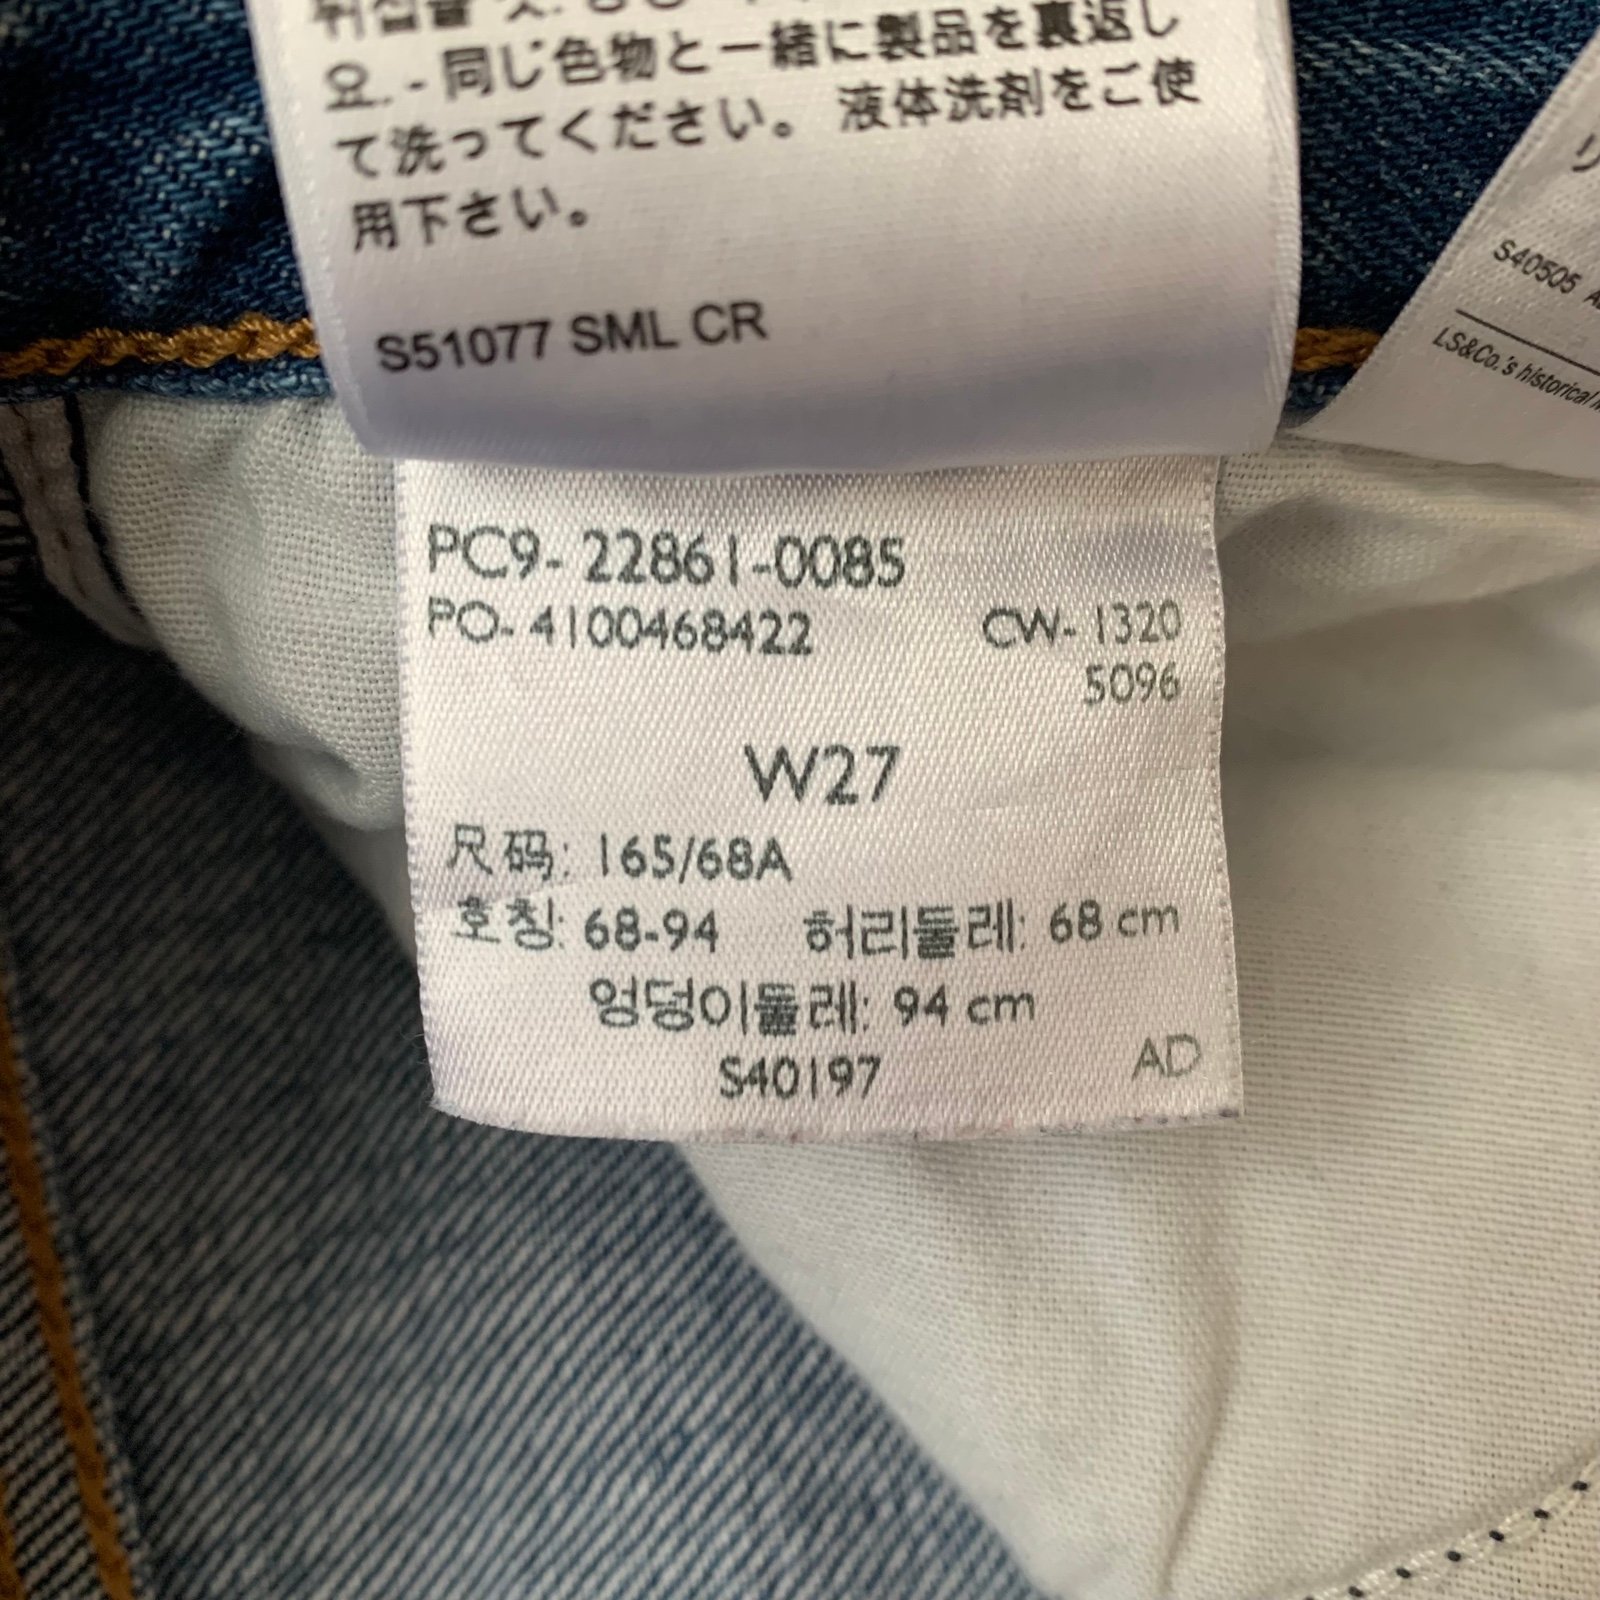 요. - 同じ色物と一緒に製品を裏返し
て洗ってください。 液体洗剤をご使
用下さい。
S51077 SML CR
S40505
LS&Co.'s historical
PC9- 22861-0085
PO- 4100468422 CW- 1320
5096
W27
尺码: 165/68A
호칭: 68-94 허리둘레: 68 cm
엉덩이둘레: 94 cm
S40197 AD